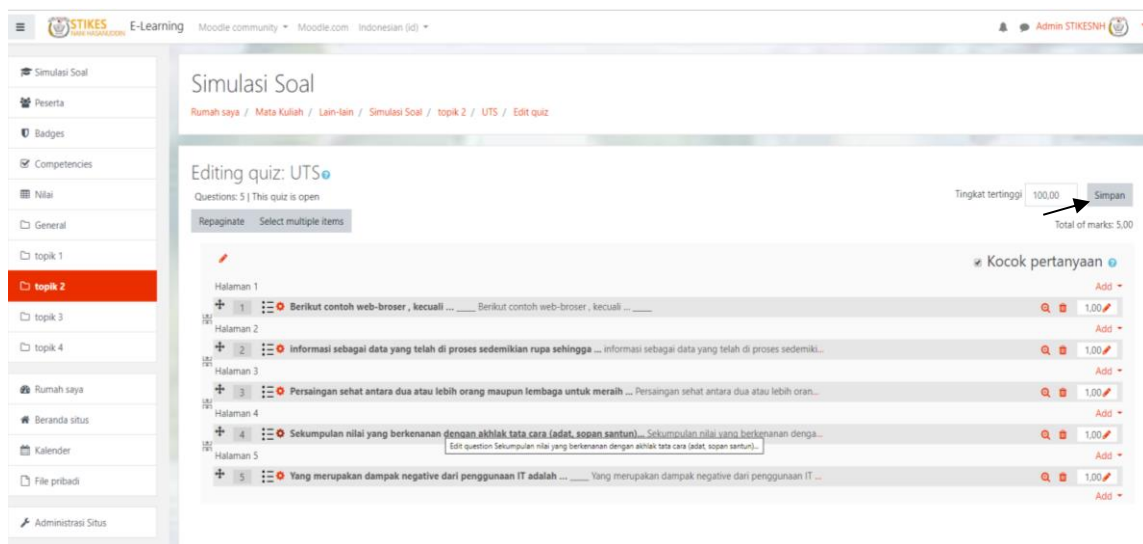 STIKES E-Learning Moodle community Moodle.com Indonesian (id) Admin STIKESNH
NANI HASANUDDIN
Simulasi Soal
Peserta
Badges
Competencies
Nilai
General
topik 1
topik 2
topik 3
topik 4
Rumah saya
Beranda situs
Kalender
File pribadi
Administrasi Situs
Simulasi Soal
Rumah saya / Mata Kuliah / Lain-lain / Simulasi Soal / topik 2 / UTS / Edit quiz
Editing quiz: UTS
Questions: 5 | This quiz is open
Tingkat tertinggi 100,00 Simpan
Repaginate Select multiple items
Total of marks: 5,00
Kocok pertanyaan
Halaman 1 Add
1 Berikut contoh web-broser , kecuali ... ____ Berikut contoh web-broser , kecuali ... ____ 1,00
Halaman 2 Add
2 informasi sebagai data yang telah di proses sedemikian rupa sehingga ... informasi sebagai data yang telah di proses sedemiki... 1,00
Halaman 3 Add
3 Persaingan sehat antara dua atau lebih orang maupun lembaga untuk meraih ... Persaingan sehat antara dua atau lebih oran... 1,00
Halaman 4 Add
4 Sekumpulan nilai yang berkenanan dengan akhlak tata cara (adat, sopan santun)... Sekumpulan nilai yang berkenanan denga... 1,00
Edit question Sekumpulan nilai yang berkenanan dengan akhlak tata cara (adat, sopan santun)...
Halaman 5 Add
5 Yang merupakan dampak negative dari penggunaan IT adalah ... ____ Yang merupakan dampak negative dari penggunaan IT ... 1,00
Add